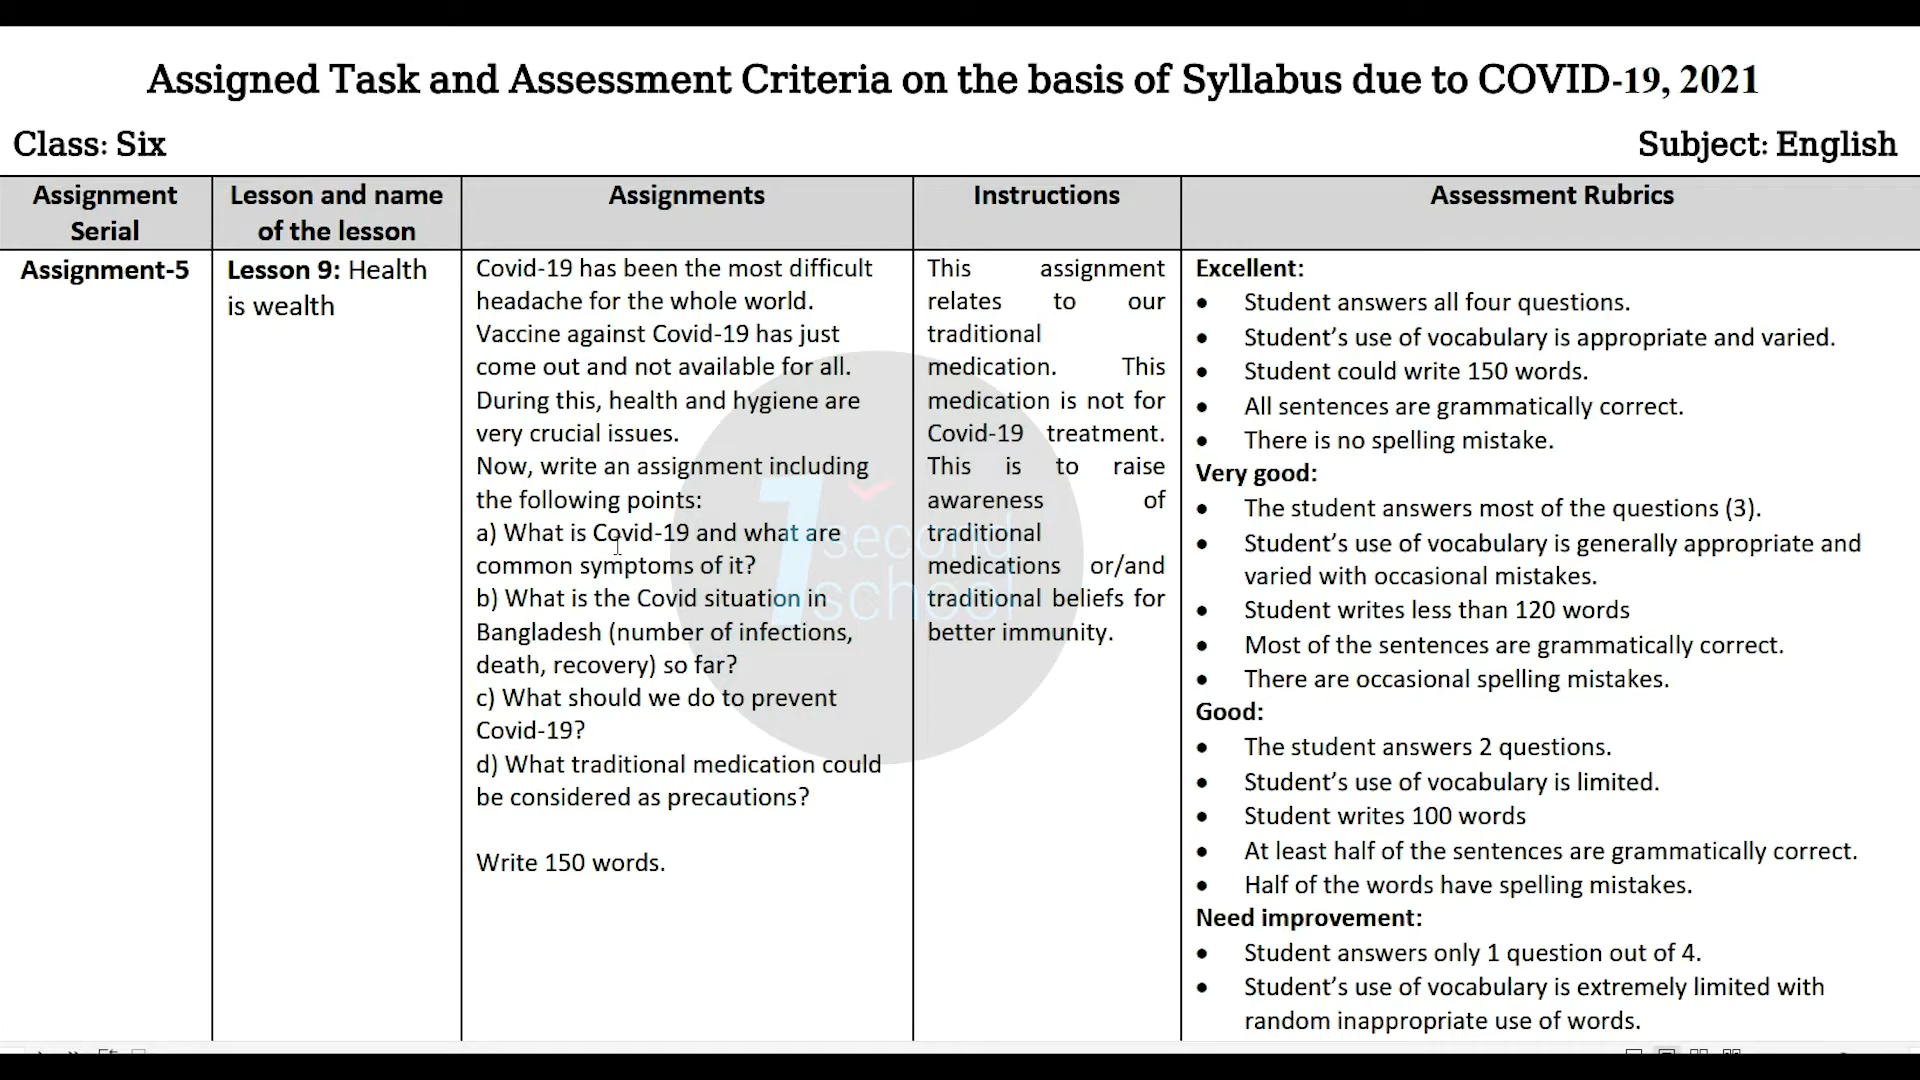 Assigned Task and Assessment Criteria on the basis of Syllabus due to COVID-19, 2021
Class: Six
Subject: English
Assignment
Serial
Lesson and name
of the lesson
Assignments
Instructions
Assessment Rubrics
Assignment-5
Lesson 9: Health
is wealth
Covid-19 has been the most difficult
headache for the whole world.
Vaccine against Covid-19 has just
come out and not available for all.
During this, health and hygiene are
very crucial issues.
Now, write an assignment including
the following points:
a) What is Covid-19 and what are
common symptoms of it?
b) What is the Covid situation in
Bangladesh (number of infections,
death, recovery) so far?
c) What should we do to prevent
Covid-19?
d) What traditional medication could
be considered as precautions?
Write 150 words.
This assignment
relates to our
traditional
medication. This
medication is not for
Covid-19 treatment.
This is to raise
awareness of
traditional
medications or/and
traditional beliefs for
better immunity.
Excellent:
• Student answers all four questions.
• Student’s use of vocabulary is appropriate and varied.
• Student could write 150 words.
• All sentences are grammatically correct.
• There is no spelling mistake.
Very good:
• The student answers most of the questions (3).
• Student’s use of vocabulary is generally appropriate and
varied with occasional mistakes.
• Student writes less than 120 words
• Most of the sentences are grammatically correct.
• There are occasional spelling mistakes.
Good:
• The student answers 2 questions.
• Student’s use of vocabulary is limited.
• Student writes 100 words
• At least half of the sentences are grammatically correct.
• Half of the words have spelling mistakes.
Need improvement:
• Student answers only 1 question out of 4.
• Student’s use of vocabulary is extremely limited with
random inappropriate use of words.
1 second
school